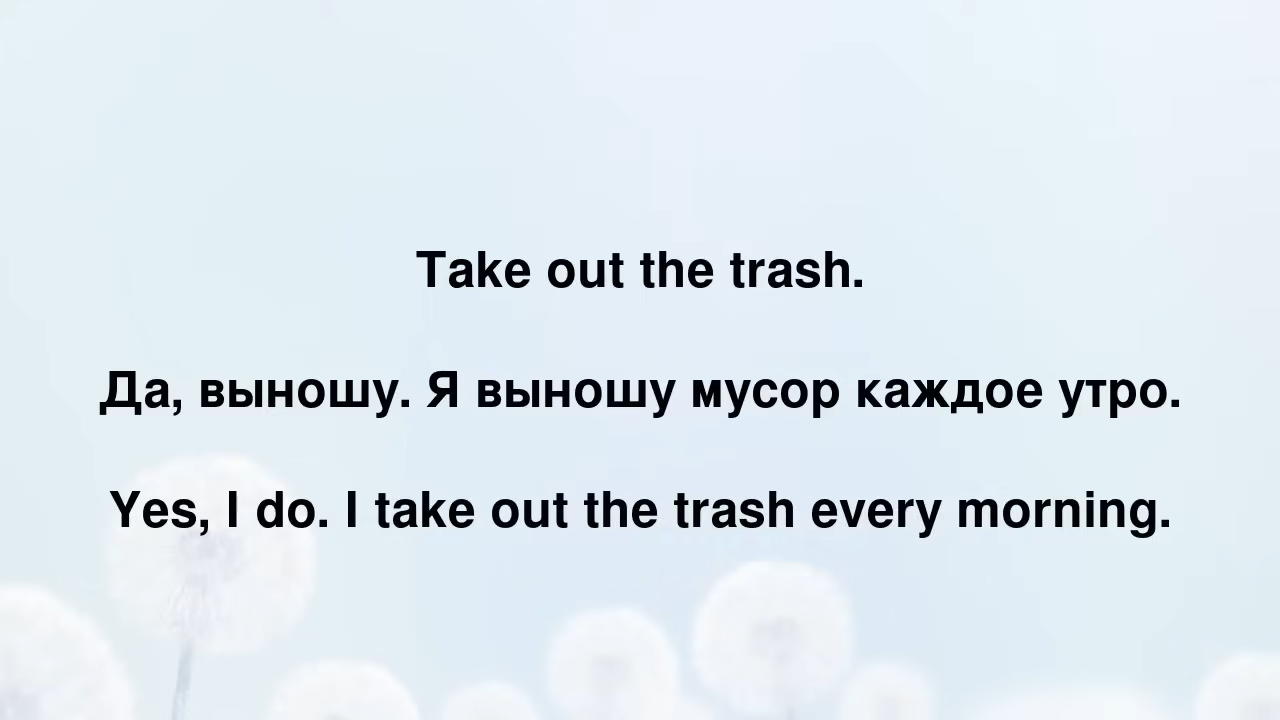 Take out the trash.
Да, выношу. Я выношу мусор каждое утро.
Yes, I do. I take out the trash every morning.